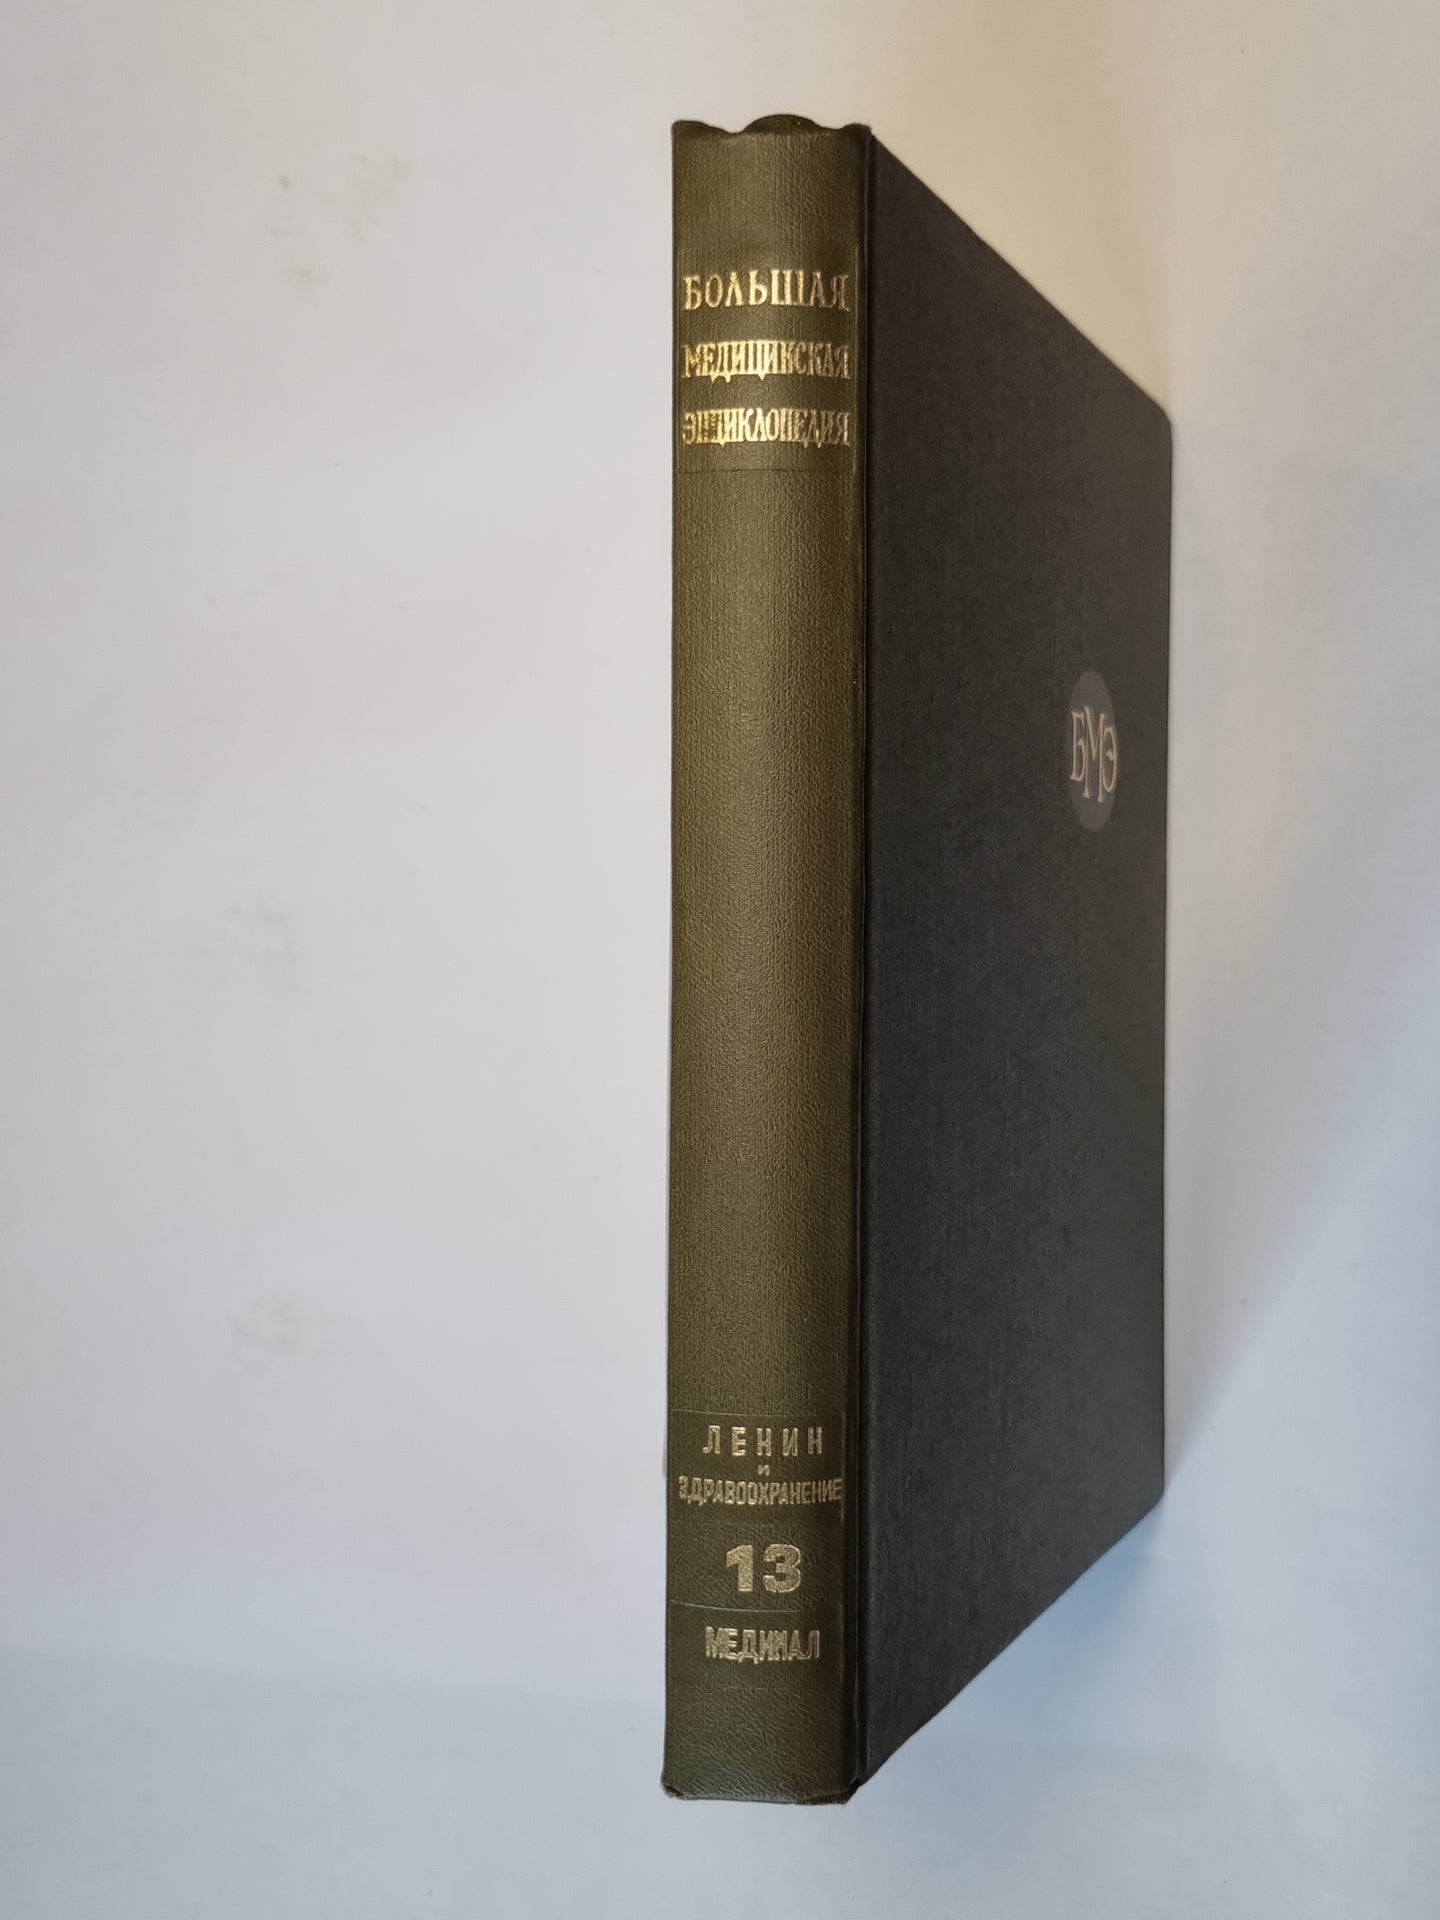 БОЛЬШАЯ
МЕДИЦИНСКАЯ
ЭНЦИКЛОПЕДИЯ
БМЭ
ЛЕНИН
и
ЗДРАВООХРАНЕНИЕ
13
МЕДИНАЛ